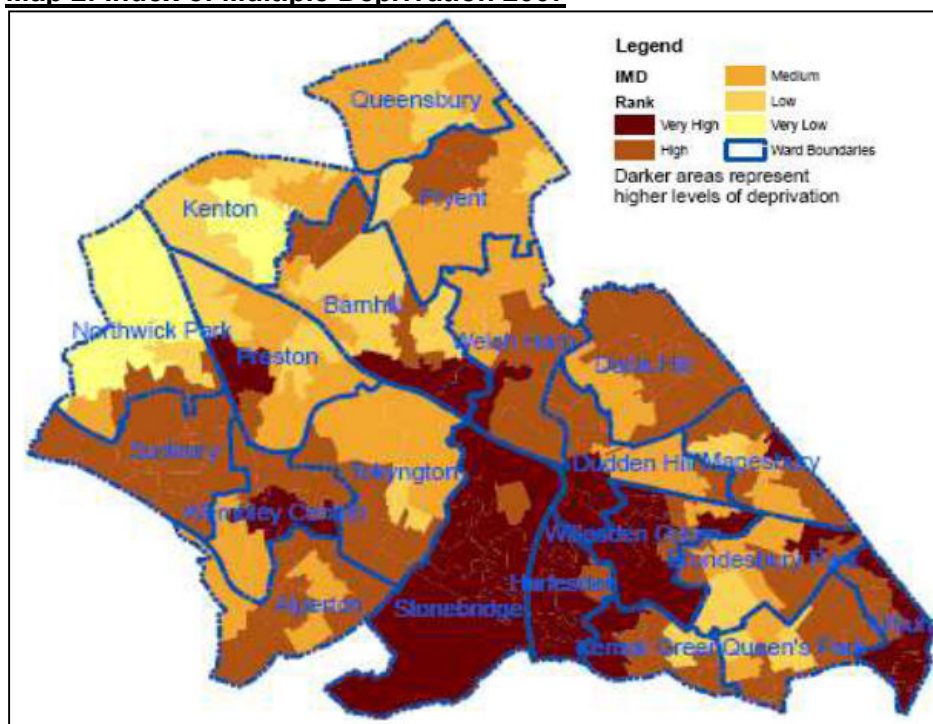 Map 2: Index of Multiple Deprivation 2007
Legend
IMD
Rank
Very High
High
Medium
Low
Very Low
Ward Boundaries
Darker areas represent
higher levels of deprivation
Queensbury
Fryent
Kenton
Barnhill
Northwick Park
Preston
Welsh Harp
Dollis Hill
Sudbury
Tokyngton
Dudden Hill
Mapesbury
Wembley Central
Willesden Green
Brondesbury Park
Alperton
Stonebridge
Harlesden
Kensal Green
Queen's Park
Kilburn